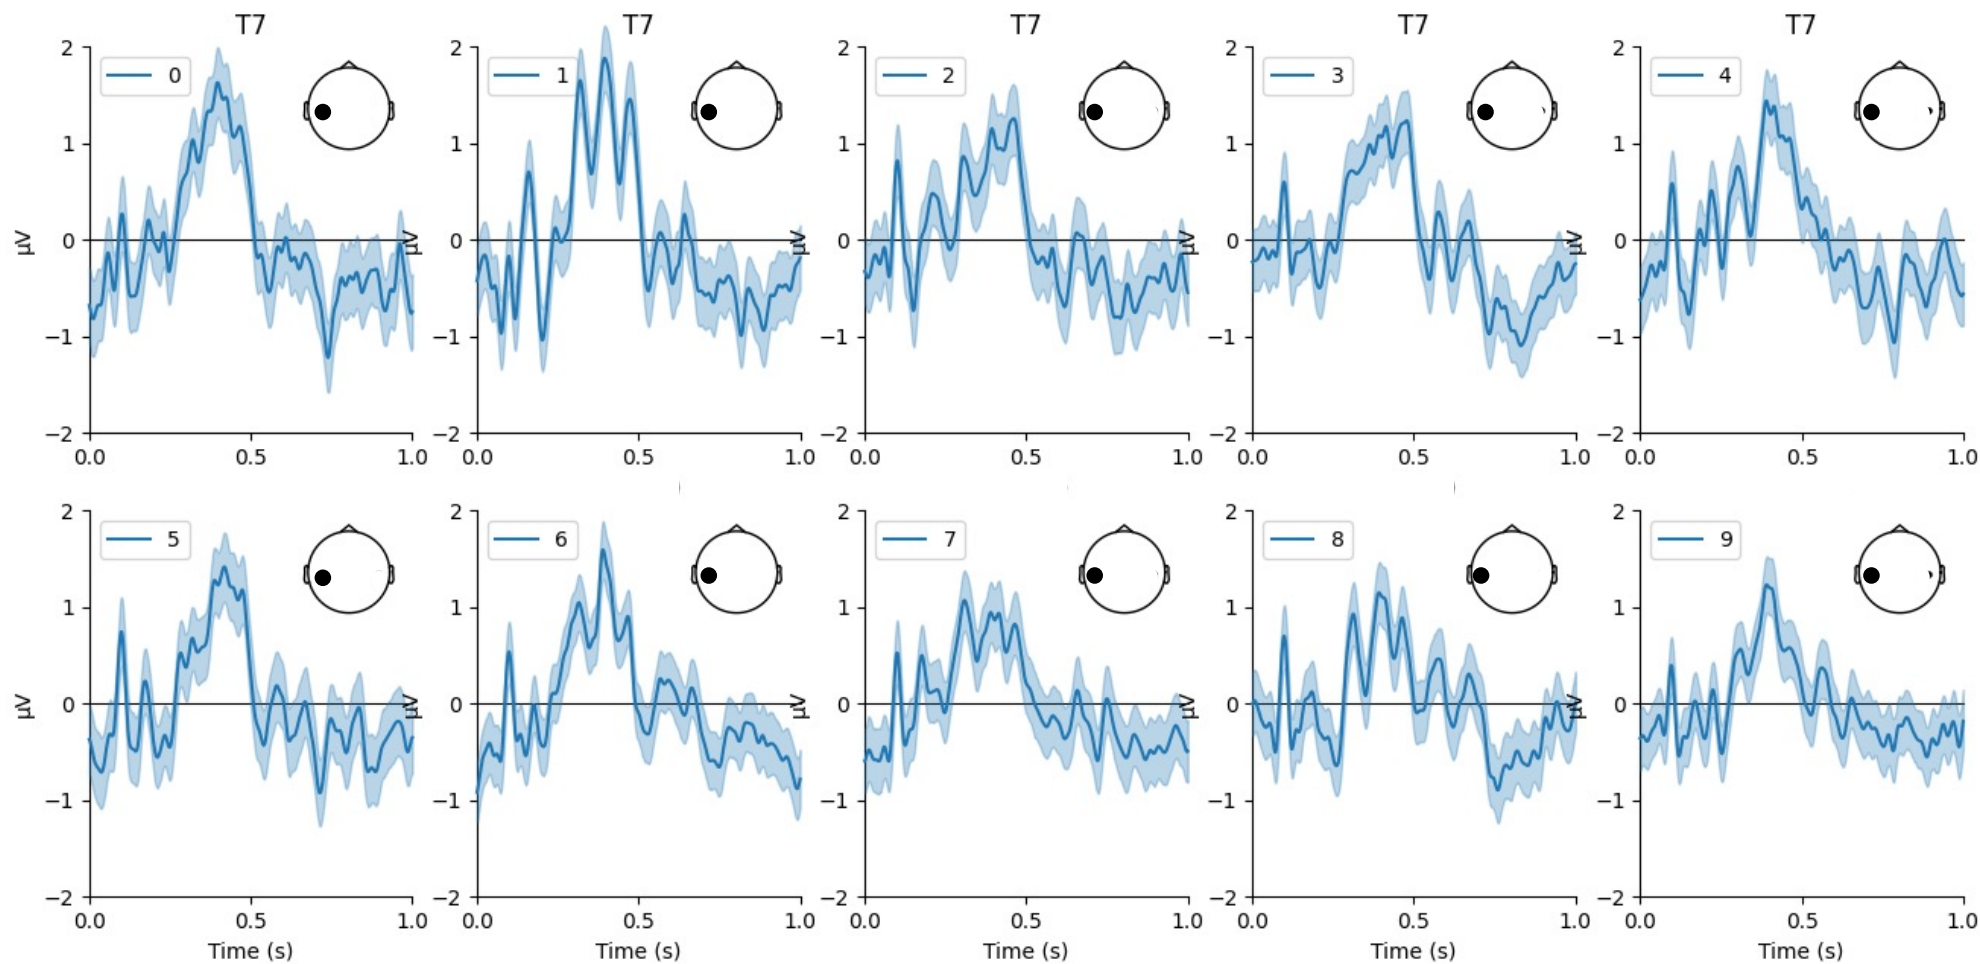 T7 T7 T7 T7 T7
2 2 2 2 2
0 1 2 3 4
1 1 1 1 1
µV 0 µV 0 µV 0 µV 0 µV 0
−1 −1 −1 −1 −1
−2 −2 −2 −2 −2
0.0 0.5 1.0 0.0 0.5 1.0 0.0 0.5 1.0 0.0 0.5 1.0 0.0 0.5 1.0
2 2 2 2 2
5 6 7 8 9
1 1 1 1 1
µV 0 µV 0 µV 0 µV 0 µV 0
−1 −1 −1 −1 −1
−2 −2 −2 −2 −2
0.0 0.5 1.0 0.0 0.5 1.0 0.0 0.5 1.0 0.0 0.5 1.0 0.0 0.5 1.0
Time (s) Time (s) Time (s) Time (s) Time (s)